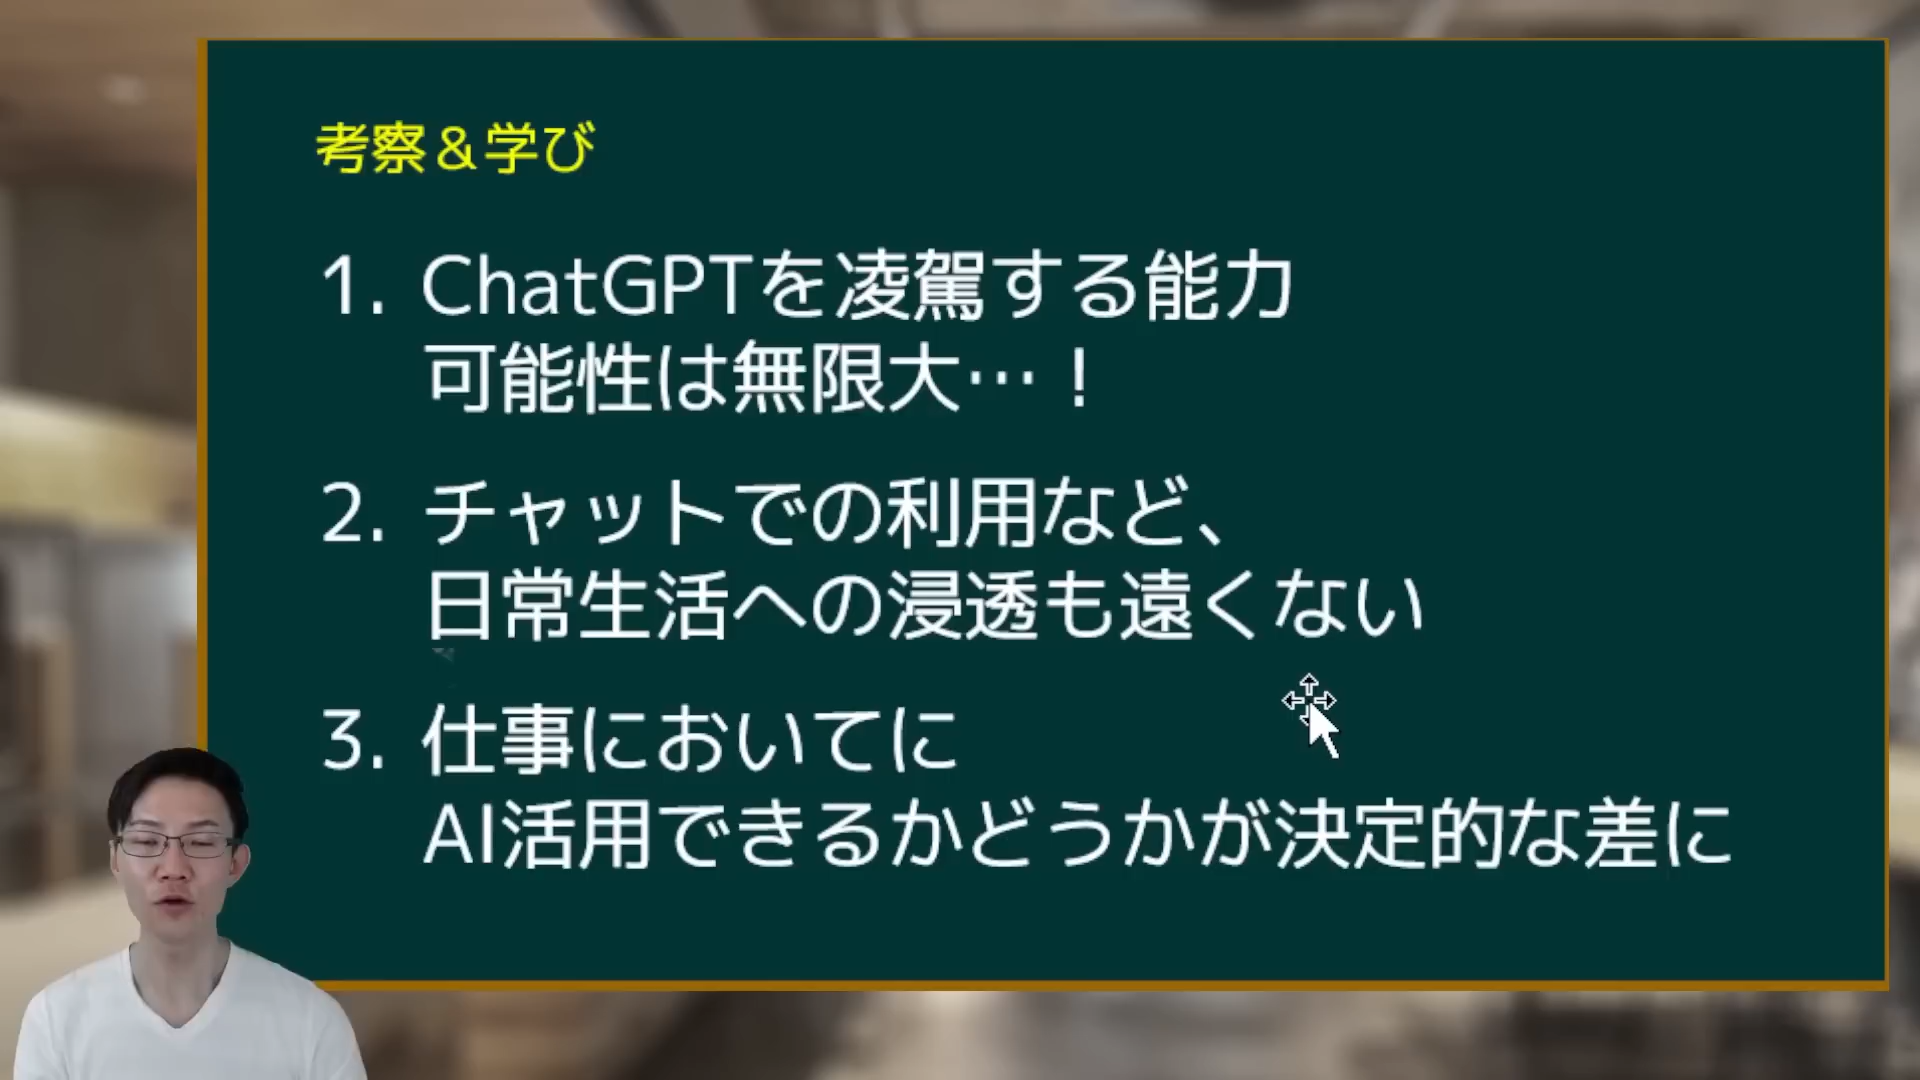 考察＆学び
1. ChatGPTを凌駕する能力
可能性は無限大…！
2. チャットでの利用など、
日常生活への浸透も遠くない
3. 仕事においてに
AI活用できるかどうかが決定的な差に